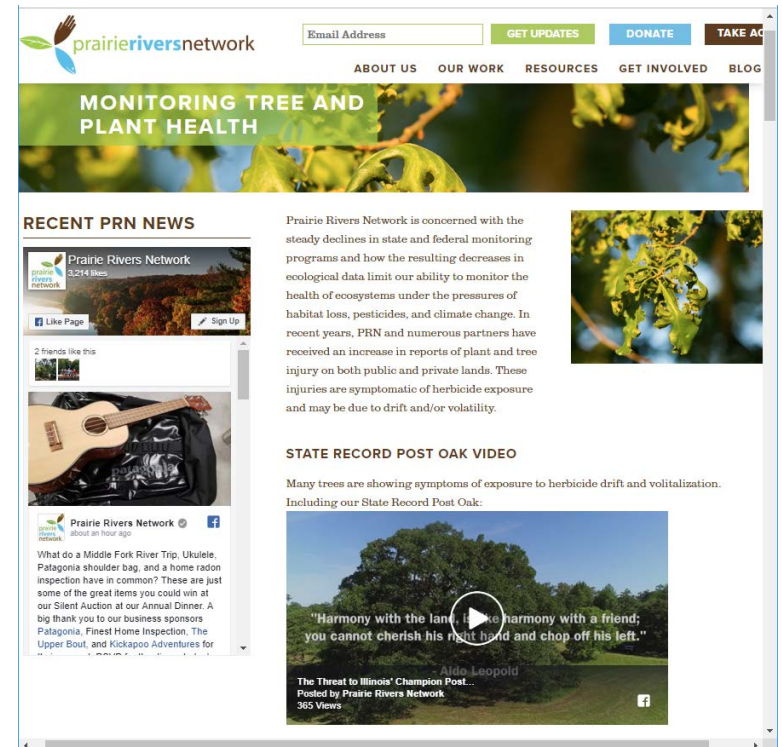 prairieriversnetwork
Email Address
GET UPDATES
DONATE
TAKE AC
ABOUT US
OUR WORK
RESOURCES
GET INVOLVED
BLOG
MONITORING TREE AND
PLANT HEALTH
RECENT PRN NEWS
prairie
rivers
network
Prairie Rivers Network
3,214 likes
Like Page
Sign Up
2 friends like this
patagonia
prairie
rivers
network
Prairie Rivers Network
about an hour ago
What do a Middle Fork River Trip, Ukulele,
Patagonia shoulder bag, and a home radon
inspection have in common? These are just
some of the great items you could win at
our Silent Auction at our Annual Dinner. A
big thank you to our business sponsors
Patagonia, Finest Home Inspection, The
Upper Bout, and Kickapoo Adventures for
Prairie Rivers Network is concerned with the
steady declines in state and federal monitoring
programs and how the resulting decreases in
ecological data limit our ability to monitor the
health of ecosystems under the pressures of
habitat loss, pesticides, and climate change. In
recent years, PRN and numerous partners have
received an increase in reports of plant and tree
injury on both public and private lands. These
injuries are symptomatic of herbicide exposure
and may be due to drift and/or volatility.
STATE RECORD POST OAK VIDEO
Many trees are showing symptoms of exposure to herbicide drift and volitalization.
Including our State Record Post Oak:
"Harmony with the land, is like harmony with a friend;
you cannot cherish his right hand and chop off his left."
- Aldo Leopold
The Threat to Illinois' Champion Post...
Posted by Prairie Rivers Network
365 Views